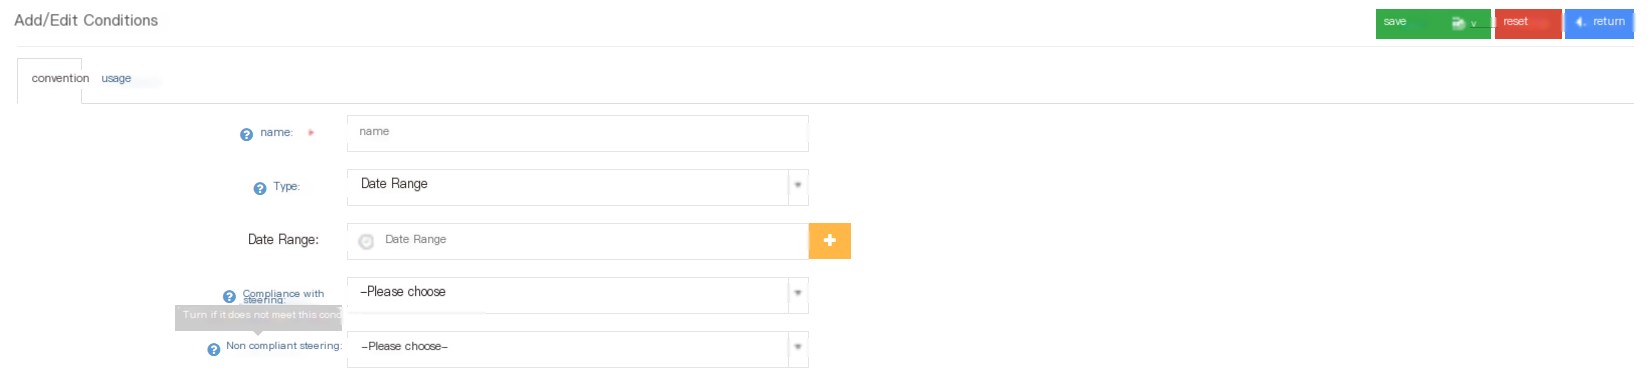 Add/Edit Conditions
save
reset
return
convention
usage
name:
name
Type:
Date Range
Date Range:
Date Range
Compliance with
steering:
-Please choose
Turn if it does not meet this cond
Non compliant steering:
-Please choose-